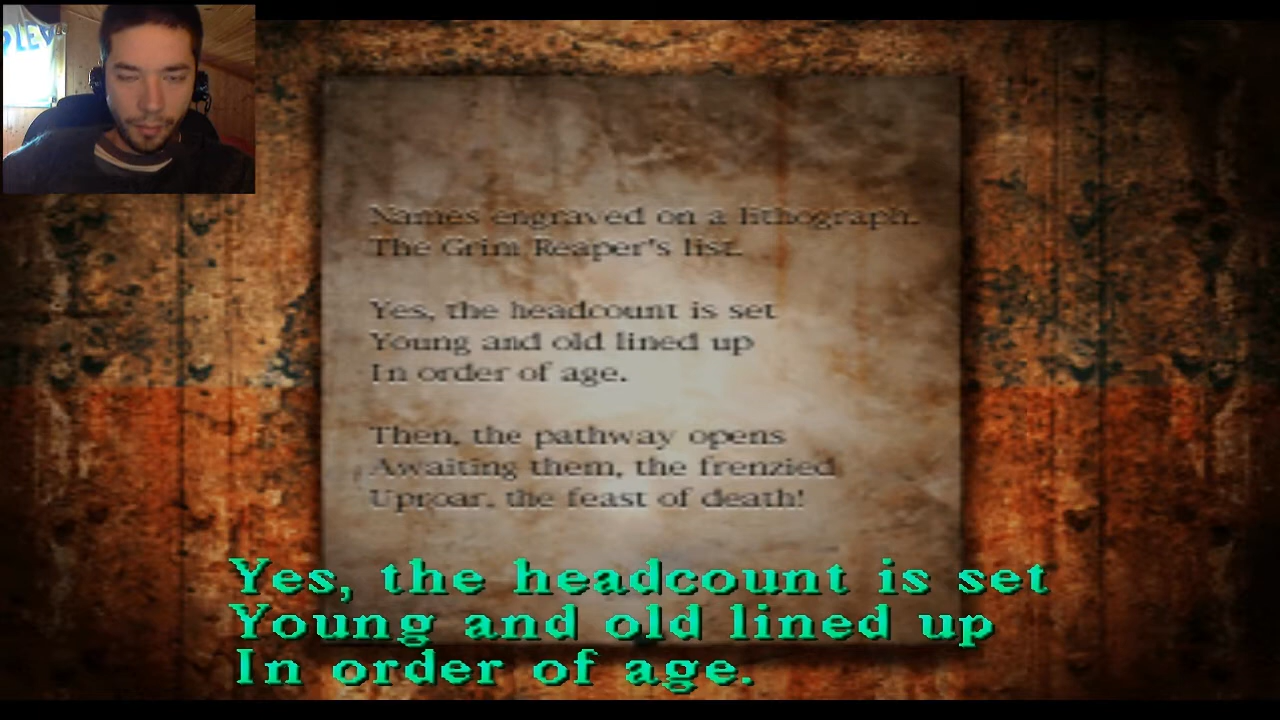 Names engraved on a lithograph.
The Grim Reaper's list.
Yes, the headcount is set
Young and old lined up
In order of age.
Then, the pathway opens
Awaiting them, the frenzied
Uproar, the feast of death!
Yes, the headcount is set
Young and old lined up
In order of age.